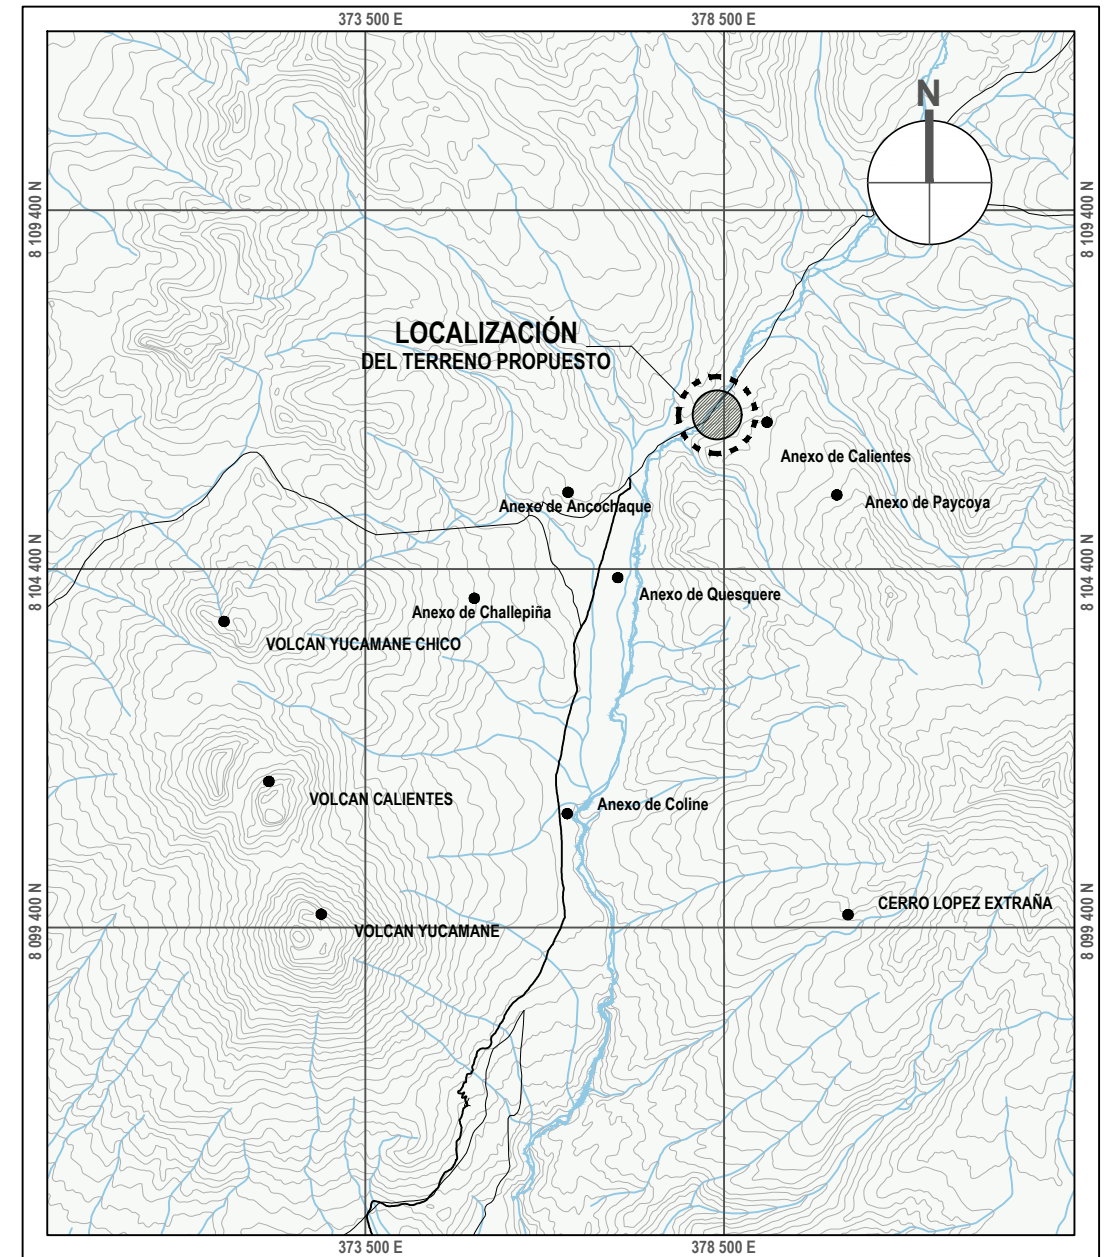 373 500 E
378 500 E
N
8 109 400 N
8 109 400 N
LOCALIZACIÓN
DEL TERRENO PROPUESTO
Anexo de Calientes
Anexo de Paycoya
Anexo de Ancochaque
8 104 400 N
8 104 400 N
Anexo de Quesquere
Anexo de Challepiña
VOLCAN YUCAMANE CHICO
VOLCAN CALIENTES
Anexo de Coline
CERRO LOPEZ EXTRAÑA
8 099 400 N
8 099 400 N
VOLCAN YUCAMANE
373 500 E
378 500 E